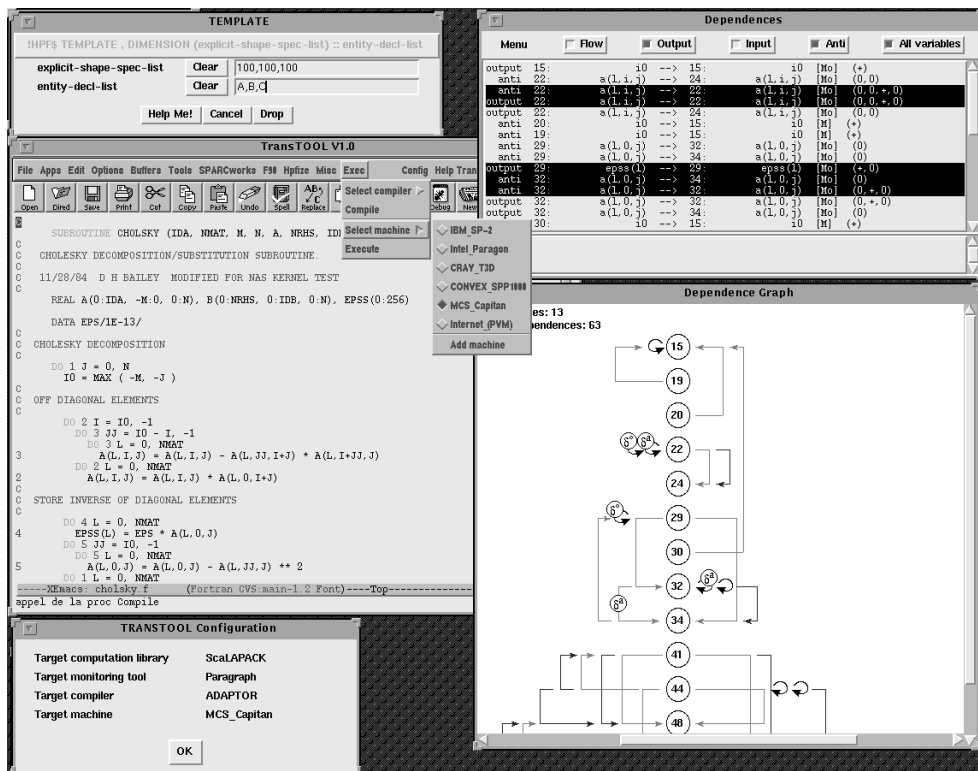 TEMPLATE
!HPF$ TEMPLATE , DIMENSION (explicit-shape-spec-list) :: entity-decl-list
explicit-shape-spec-list Clear 100,100,100
entity-decl-list Clear A,B,C
Help Me! Cancel Drop
Dependences
Menu Flow Output Input Anti All variables
output 15: i0 --> 15: i0 [Mo] (+)
anti 22: a(l,i,j) --> 24: a(l,i,j) [Mo] (0,0)
anti 22: a(l,i,j) --> 22: a(l,i,j) [Mo] (0,0,+,0)
output 22: a(l,i,j) --> 22: a(l,i,j) [Mo] (0,0,+,0)
output 22: a(l,i,j) --> 24: a(l,i,j) [Mo] (0,0)
anti 20: i0 --> 15: i0 [M] (+)
anti 19: i0 --> 15: i0 [M] (+)
anti 29: a(l,0,j) --> 32: a(l,0,j) [Mo] (0)
anti 29: a(l,0,j) --> 34: a(l,0,j) [Mo] (0)
output 29: epss(l) --> 29: epss(l) [Mo] (+,0)
anti 32: a(l,0,j) --> 34: a(l,0,j) [Mo] (0)
anti 32: a(l,0,j) --> 32: a(l,0,j) [Mo] (0,+,0)
output 32: a(l,0,j) --> 32: a(l,0,j) [Mo] (0,+,0)
output 32: a(l,0,j) --> 34: a(l,0,j) [Mo] (0)
30: i0 --> 15: i0 [M] (+)
TransTOOL V1.0
File Apps Edit Options Buffers Tools SPARCworks F90 Hpfize Misc Exec Config Help Tran
Open Dired Save Print Cut Copy Paste Undo Spell Replace Debug New
Select compiler
Compile
Select machine
Execute
IBM_SP-2
Intel_Paragon
CRAY_T3D
CONVEX_SPP1000
MCS_Capitan
Internet_(PVM)
Add machine
C
SUBROUTINE CHOLSKY (IDA, NMAT, M, N, A, NRHS, ID
C
C CHOLESKY DECOMPOSITION/SUBSTITUTION SUBROUTINE.
C
C 11/28/84 D H BAILEY MODIFIED FOR NAS KERNEL TEST
C
REAL A(0:IDA, -M:0, 0:N), B(0:NRHS, 0:IDB, 0:N), EPSS(0:256)
DATA EPS/1E-13/
C
C CHOLESKY DECOMPOSITION
C
DO 1 J = 0, N
I0 = MAX ( -M, -J )
C
C OFF DIAGONAL ELEMENTS
C
DO 2 I = I0, -1
DO 3 JJ = I0 - I, -1
DO 3 L = 0, NMAT
3 A(L,I,J) = A(L,I,J) - A(L,JJ,I+J) * A(L,I+JJ,J)
DO 2 L = 0, NMAT
2 A(L,I,J) = A(L,I,J) * A(L,0,I+J)
C
C STORE INVERSE OF DIAGONAL ELEMENTS
C
DO 4 L = 0, NMAT
4 EPSS(L) = EPS * A(L,0,J)
DO 5 JJ = I0, -1
DO 5 L = 0, NMAT
5 A(L,0,J) = A(L,0,J) - A(L,JJ,J) ** 2
DO 1 L = 0, NMAT
-----XEmacs: cholsky.f (Fortran CVS:main-1.2 Font)----Top----
appel de la proc Compile
Dependence Graph
es: 13
pendences: 63
15
19
20
δ° δᵃ 22
24
δ° 29
30
32 δᵃ
δᵃ
34
41
44
48
TRANSTOOL Configuration
Target computation library ScaLAPACK
Target monitoring tool Paragraph
Target compiler ADAPTOR
Target machine MCS_Capitan
OK